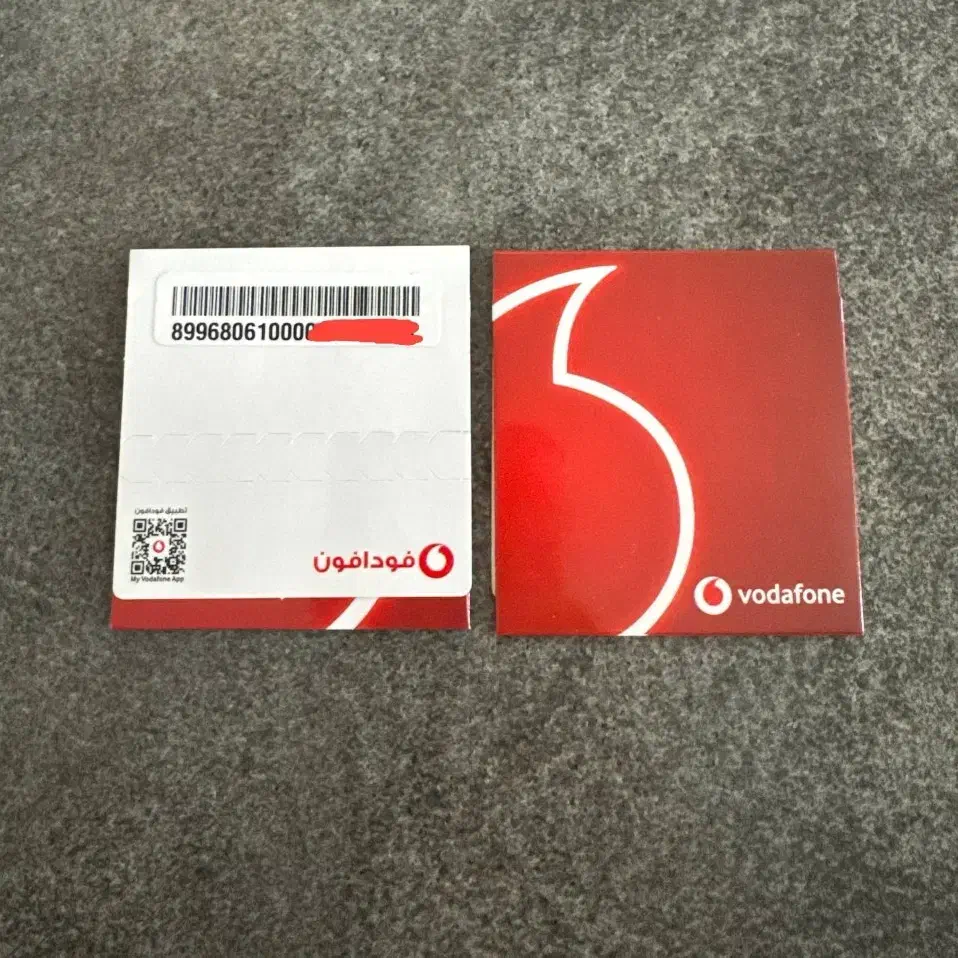 899680610000
تطبيق فودافون
My Vodafone App
فودافون
vodafone